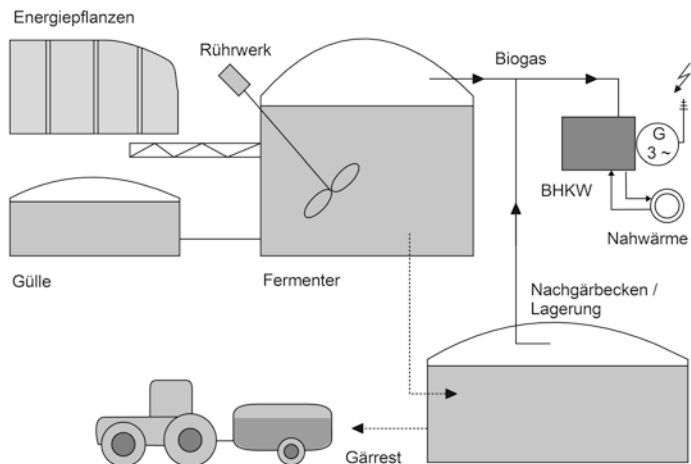 Energiepflanzen
Rührwerk
Biogas
G
3 ~
BHKW
Nahwärme
Gülle
Fermenter
Nachgärbecken /
Lagerung
Gärrest